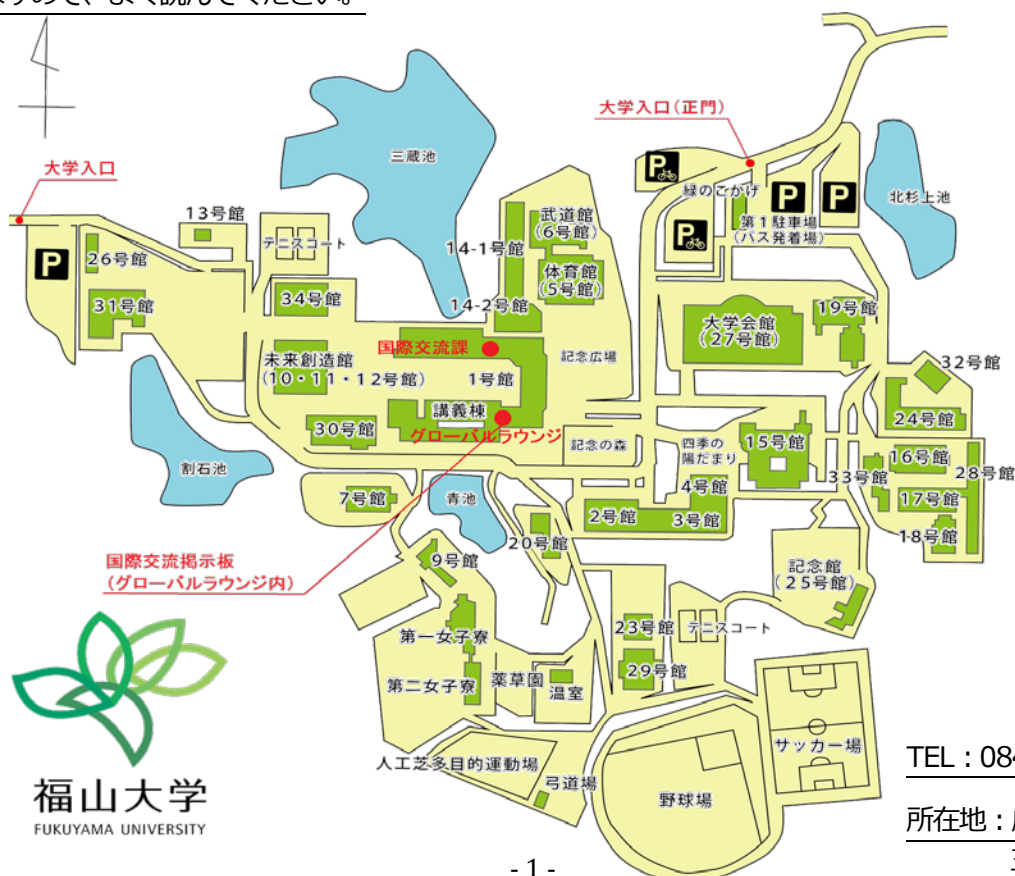 ますので、よく読んでください。
大学入口(正門)
三蔵池
大学入口
P
緑のこかげ
P
P
北杉上池
13号館
武道館
(6号館)
第1駐車場
(バス発着場)
P
テニスコート
14-1号館
P
26号館
体育館
(5号館)
31号館
34号館
14-2号館
大学会館
(27号館)
19号館
国際交流課
記念広場
未来創造館
(10・11・12号館)
1号館
32号館
講義棟
24号館
30号館
グローバルラウンジ
記念の森
四季の
陽だまり
15号館
16号館
28号館
割石池
7号館
青池
4号館
33号館
17号館
2号館
3号館
18号館
20号館
国際交流掲示板
(グローバルラウンジ内)
9号館
記念館
(25号館)
第一女子寮
23号館
テニスコート
第二女子寮
薬草園
温室
29号館
サッカー場
人工芝多目的運動場
弓道場
野球場
福山大学
FUKUYAMA UNIVERSITY
TEL:084
所在地:
- 1 -